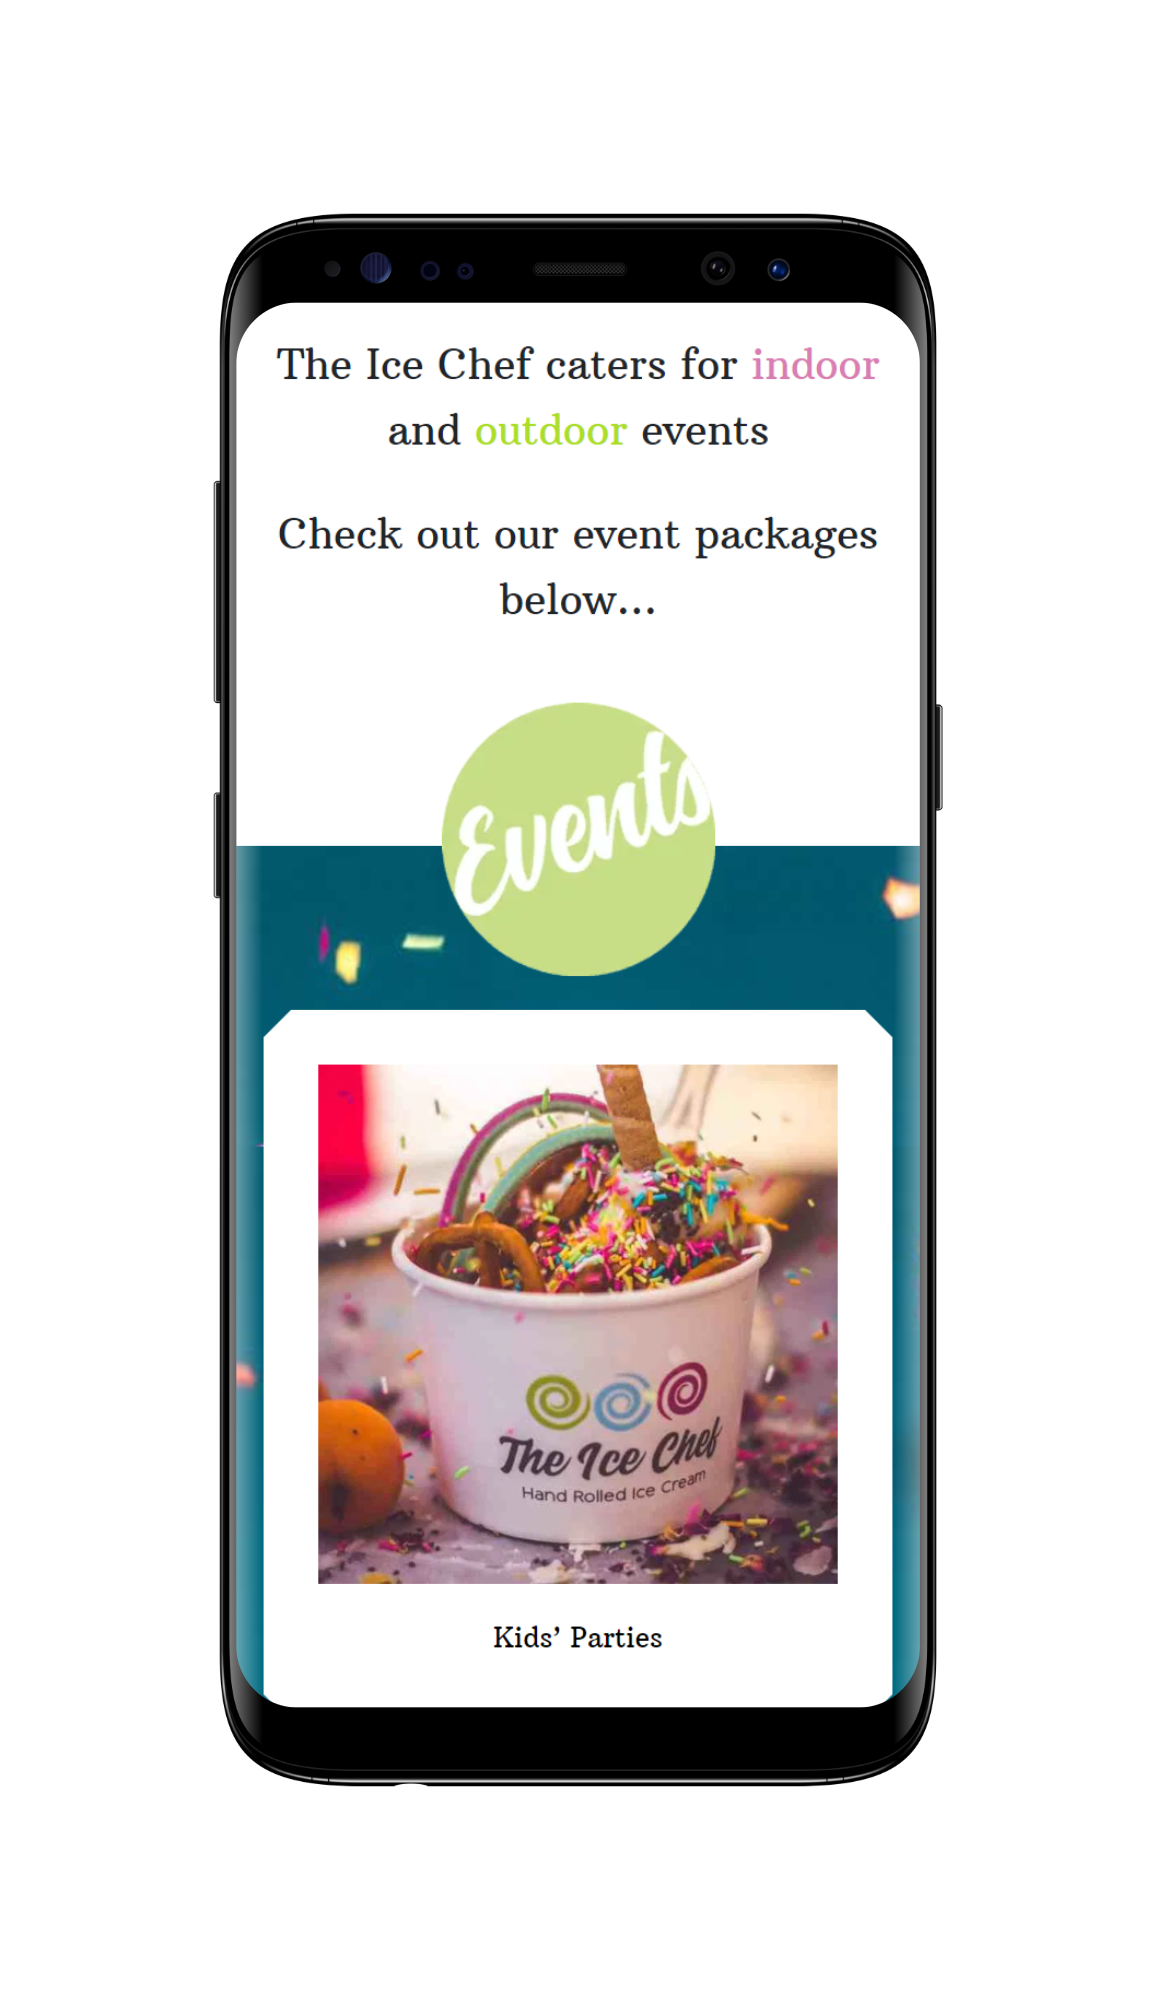 The Ice Chef caters for indoor
and outdoor events
Check out our event packages
below...
Events
The Ice Chef
Hand Rolled Ice Cream
Kids’ Parties